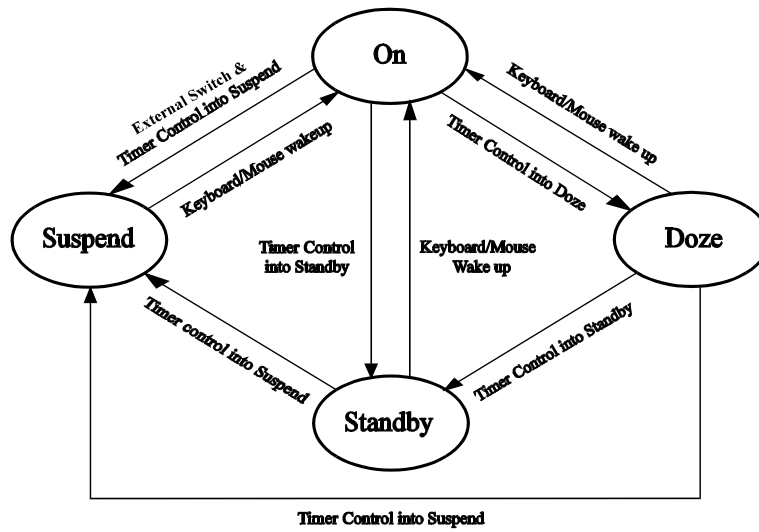 On
External Switch &
Timer Control into Suspend
Keyboard/Mouse wakeup
Keyboard/Mouse wake up
Timer Control into Doze
Suspend
Doze
Timer Control
into Standby
Keyboard/Mouse
Wake up
Timer control into Suspend
Timer Control into Standby
Standby
Timer Control into Suspend